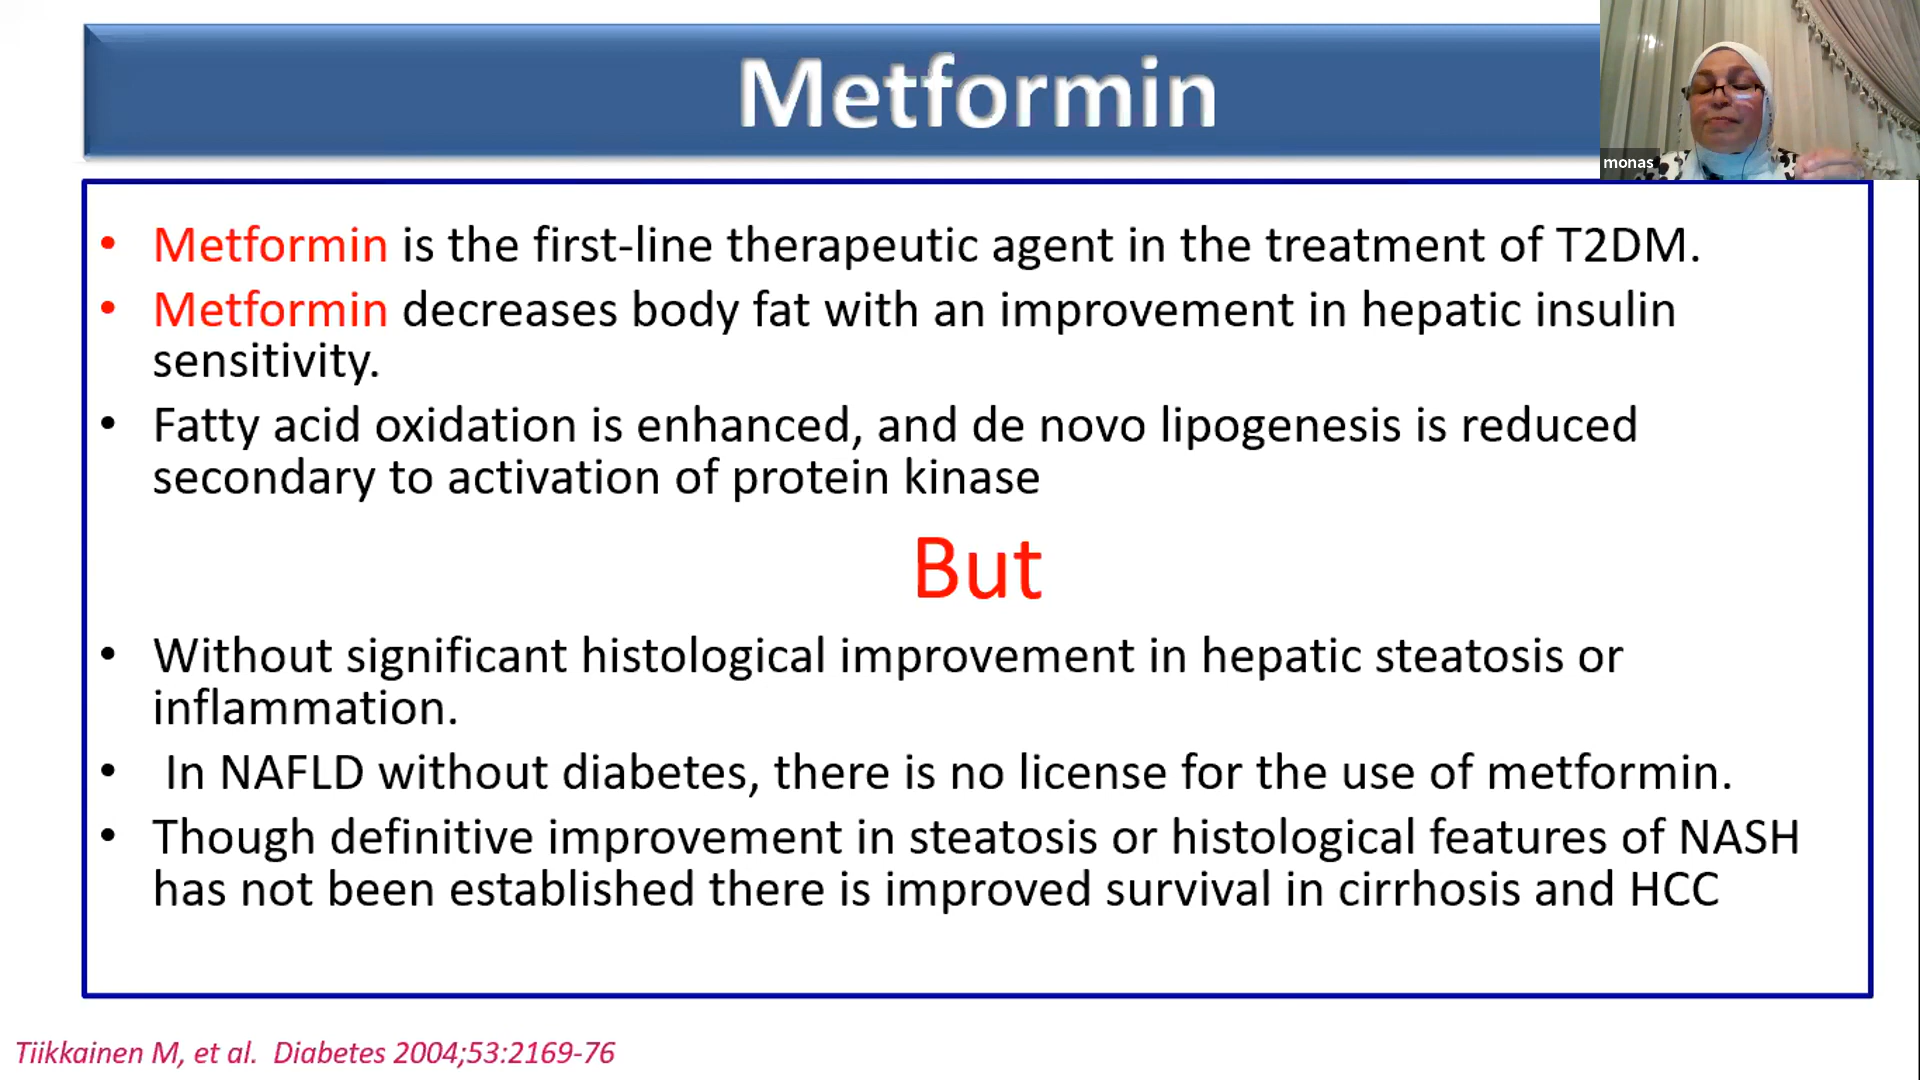 Metformin
monas
• Metformin is the first-line therapeutic agent in the treatment of T2DM.
• Metformin decreases body fat with an improvement in hepatic insulin
sensitivity.
• Fatty acid oxidation is enhanced, and de novo lipogenesis is reduced
secondary to activation of protein kinase
But
• Without significant histological improvement in hepatic steatosis or
inflammation.
• In NAFLD without diabetes, there is no license for the use of metformin.
• Though definitive improvement in steatosis or histological features of NASH
has not been established there is improved survival in cirrhosis and HCC
Tiikkainen M, et al. Diabetes 2004;53:2169-76